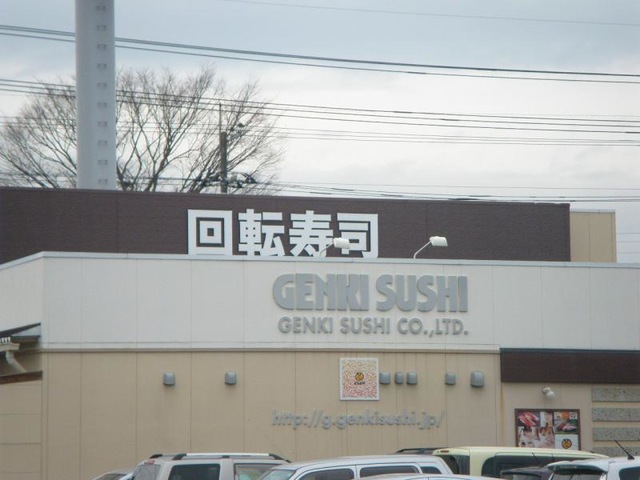 回転寿司
GENKI SUSHI
GENKI SUSHI CO.,LTD.
http://g.genkisushi.jp/